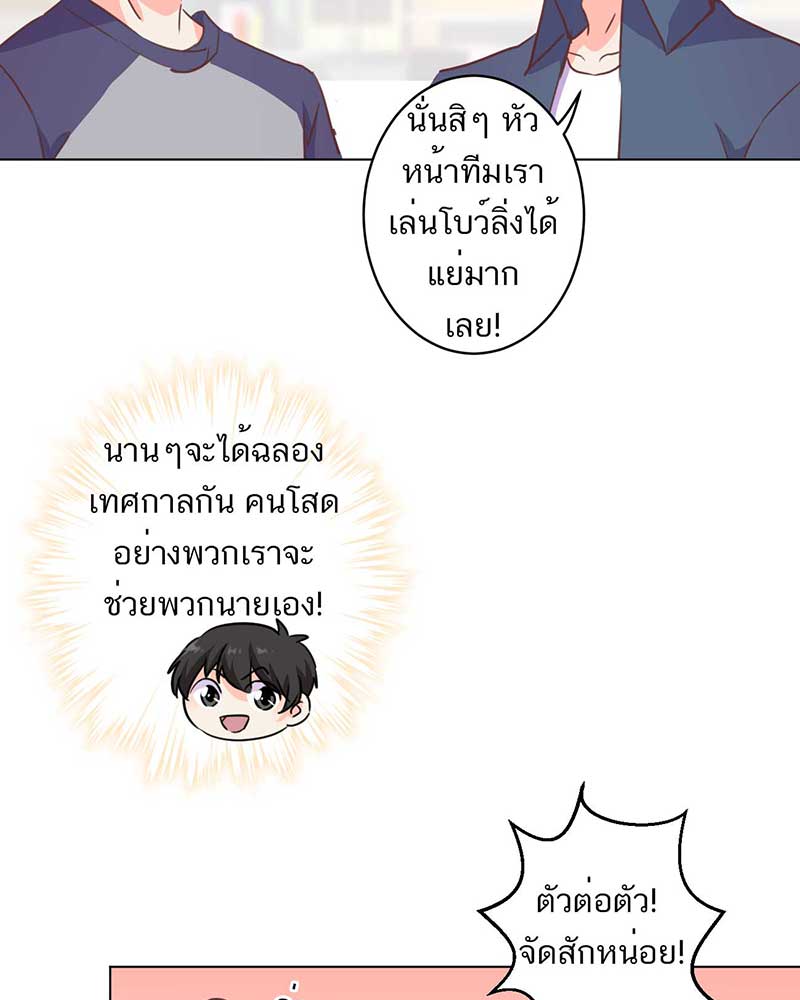 นั่นสิๆ หัว
หน้าทีมเรา
เล่นโบว์ลิ่งได้
แย่มาก
เลย!
นานๆจะได้ฉลอง
เทศกาลกัน คนโสด
อย่างพวกเราจะ
ช่วยพวกนายเอง!
ตัวต่อตัว!
จัดสักหน่อย!